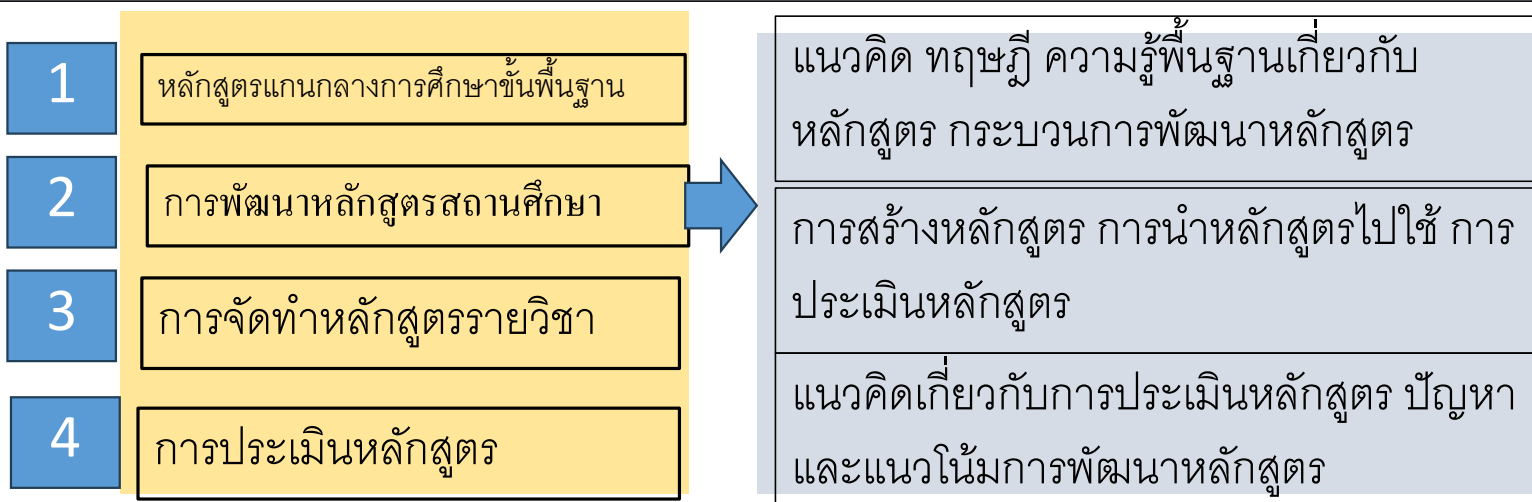 1
หลักสูตรแกนกลางการศึกษาขั้นพื้นฐาน
2
การพัฒนาหลักสูตรสถานศึกษา
3
การจัดทำหลักสูตรรายวิชา
4
การประเมินหลักสูตร
แนวคิด ทฤษฎี ความรู้พื้นฐานเกี่ยวกับ
หลักสูตร กระบวนการพัฒนาหลักสูตร
การสร้างหลักสูตร การนำหลักสูตรไปใช้ การ
ประเมินหลักสูตร
แนวคิดเกี่ยวกับการประเมินหลักสูตร ปัญหา
และแนวโน้มการพัฒนาหลักสูตร